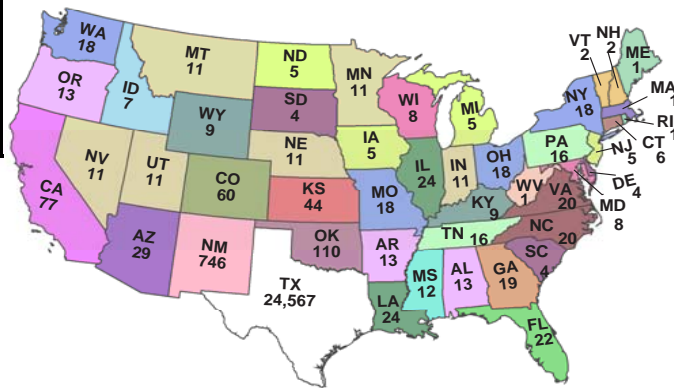 WA
18
OR
13
CA
77
ID
7
NV
11
MT
11
WY
9
UT
11
AZ
29
CO
60
NM
746
ND
5
SD
4
NE
11
KS
44
OK
110
TX
24,567
MN
11
IA
5
MO
18
AR
13
LA
24
WI
8
IL
24
MI
5
IN
11
OH
18
KY
9
TN 16
MS
12
AL
13
GA
19
FL
22
SC
4
NC
20
VA
20
WV
1
PA
16
NY
18
VT
2
NH
2
ME
1
MA
RI
CT
6
NJ
5
DE
4
MD
8